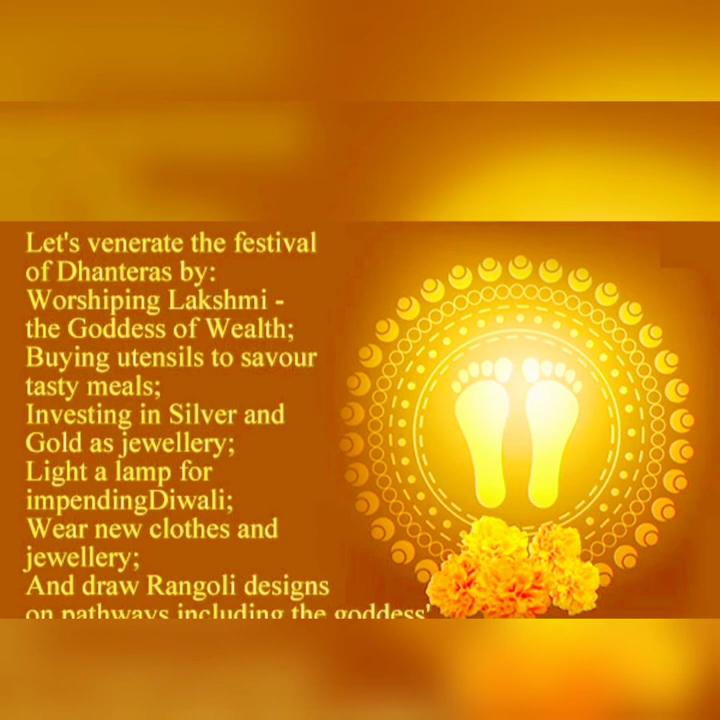 Let's venerate the festival
of Dhanteras by:
Worshiping Lakshmi -
the Goddess of Wealth;
Buying utensils to savour
tasty meals;
Investing in Silver and
Gold as jewellery;
Light a lamp for
impendingDiwali;
Wear new clothes and
jewellery;
And draw Rangoli designs
on pathways including the goddess'